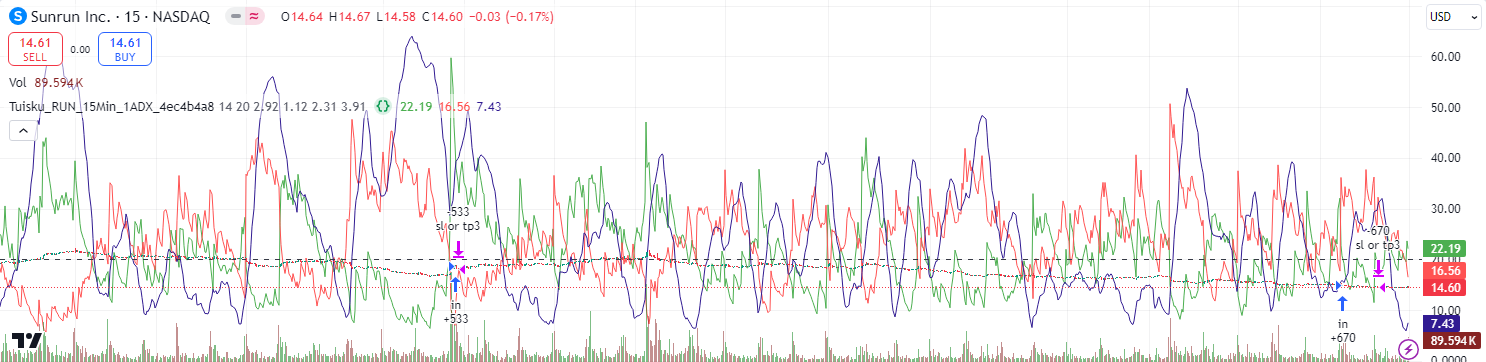 S Sunrun Inc. · 15 · NASDAQ O14.64 H14.67 L14.58 C14.60 −0.03 (−0.17%)
USD
14.61
SELL
0.00
14.61
BUY
Vol 89.594K
Tuisku_RUN_15Min_1ADX_4ec4b4a8 14 20 2.92 1.12 2.31 3.91 {} 22.19 16.56 7.43
60.00
50.00
40.00
30.00
-533
sl or tp3
-670
sl or tp3
22.19
16.56
14.60
10.00
in
+533
in
+670
7.43
89.594K